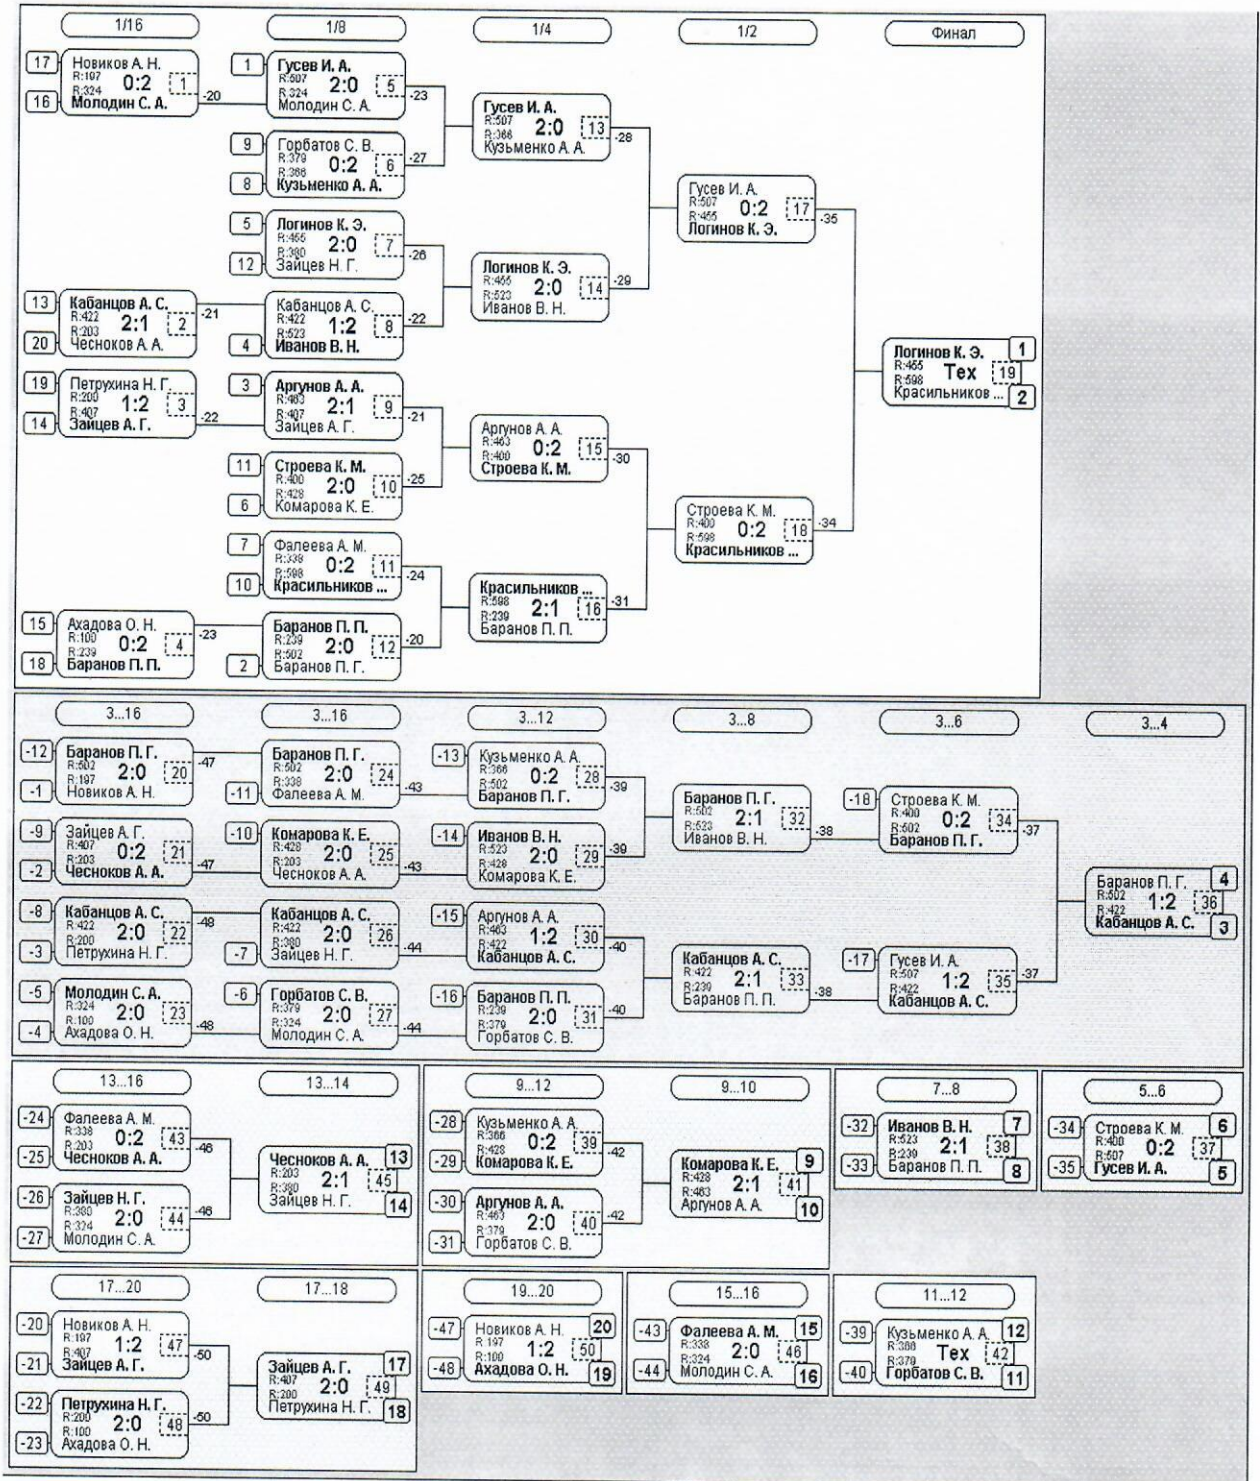 1/16
1/8
1/4
1/2
Финал
17 Новиков А. Н.
R:197 0:2 1
R:324
16 Молодин С. А.
-20
1 Гусев И. А.
R:507 2:0 5
R:324
Молодин С. А.
-23
9 Горбатов С. В.
R:379 0:2 6
R:366
8 Кузьменко А. А.
-27
5 Логинов К. Э.
R:455 2:0 7
R:380
12 Зайцев Н. Г.
-26
13 Кабанцов А. С.
R:422 2:1 2
R:203
20 Чесноков А. А.
-21
Кабанцов А. С.
R:422 1:2 8
R:523
4 Иванов В. Н.
-22
19 Петрухина Н. Г.
R:200 1:2 3
R:407
14 Зайцев А. Г.
-22
3 Аргунов А. А.
R:463 2:1 9
R:407
Зайцев А. Г.
-21
11 Строева К. М.
R:400 2:0 10
R:428
6 Комарова К. Е.
-25
7 Фалеева А. М.
R:338 0:2 11
R:598
10 Красильников ...
-24
15 Ахадова О. Н.
R:100 0:2 4
R:239
18 Баранов П. П.
-23
Баранов П. П.
R:239 2:0 12
R:502
2 Баранов П. Г.
-20
Гусев И. А.
R:507 2:0 13
R:366
Кузьменко А. А.
-28
Логинов К. Э.
R:455 2:0 14
R:523
Иванов В. Н.
-29
Аргунов А. А.
R:463 0:2 15
R:400
Строева К. М.
-30
Красильников ...
R:598 2:1 16
R:239
Баранов П. П.
-31
Гусев И. А.
R:507 0:2 17
R:455
Логинов К. Э.
-35
Строева К. М.
R:400 0:2 18
R:598
Красильников ...
-34
Логинов К. Э. 1
R:455 Тех 19
R:598
Красильников ... 2
3...16
3...16
3...12
3...8
3...6
3...4
-12 Баранов П. Г.
R:502 2:0 20
R:197
-1 Новиков А. Н.
-47
-9 Зайцев А. Г.
R:407 0:2 21
R:203
-2 Чесноков А. А.
-47
-8 Кабанцов А. С.
R:422 2:0 22
R:200
-3 Петрухина Н. Г.
-48
-5 Молодин С. А.
R:324 2:0 23
R:100
-4 Ахадова О. Н.
-48
Баранов П. Г.
R:502 2:0 24
R:338
-11 Фалеева А. М.
-43
-10 Комарова К. Е.
R:428 2:0 25
R:203
Чесноков А. А.
-43
Кабанцов А. С.
R:422 2:0 26
R:380
-7 Зайцев Н. Г.
-44
-6 Горбатов С. В.
R:379 2:0 27
R:324
Молодин С. А.
-44
-13 Кузьменко А. А.
R:366 0:2 28
R:502
Баранов П. Г.
-39
-14 Иванов В. Н.
R:523 2:0 29
R:428
Комарова К. Е.
-39
-15 Аргунов А. А.
R:463 1:2 30
R:422
Кабанцов А. С.
-40
-16 Баранов П. П.
R:239 2:0 31
R:379
Горбатов С. В.
-40
Баранов П. Г.
R:502 2:1 32
R:523
Иванов В. Н.
-38
Кабанцов А. С.
R:422 2:1 33
R:239
Баранов П. П.
-38
-18 Строева К. М.
R:400 0:2 34
R:502
Баранов П. Г.
-37
-17 Гусев И. А.
R:507 1:2 35
R:422
Кабанцов А. С.
-37
Баранов П. Г. 4
R:502 1:2 36
R:422
Кабанцов А. С. 3
13...16
13...14
-24 Фалеева А. М.
R:338 0:2 43
R:203
-25 Чесноков А. А.
-46
-26 Зайцев Н. Г.
R:380 2:0 44
R:324
-27 Молодин С. А.
-46
Чесноков А. А. 13
R:203 2:1 45
R:380
Зайцев Н. Г. 14
9...12
9...10
-28 Кузьменко А. А.
R:366 0:2 39
R:428
-29 Комарова К. Е.
-42
-30 Аргунов А. А.
R:463 2:0 40
R:379
-31 Горбатов С. В.
-42
Комарова К. Е. 9
R:428 2:1 41
R:463
Аргунов А. А. 10
7...8
-32 Иванов В. Н. 7
R:523 2:1 38
R:239
-33 Баранов П. П. 8
5...6
-34 Строева К. М. 6
R:400 0:2 37
R:507
-35 Гусев И. А. 5
17...20
17...18
-20 Новиков А. Н.
R:197 1:2 47
R:407
-21 Зайцев А. Г.
-50
-22 Петрухина Н. Г.
R:200 2:0 48
R:100
-23 Ахадова О. Н.
-50
Зайцев А. Г. 17
R:407 2:0 49
R:200
Петрухина Н. Г. 18
19...20
-47 Новиков А. Н. 20
R:197 1:2 50
R:100
-48 Ахадова О. Н. 19
15...16
-43 Фалеева А. М. 15
R:338 2:0 46
R:324
-44 Молодин С. А. 16
11...12
-39 Кузьменко А. А. 12
R:366 Тех 42
R:379
-40 Горбатов С. В. 11